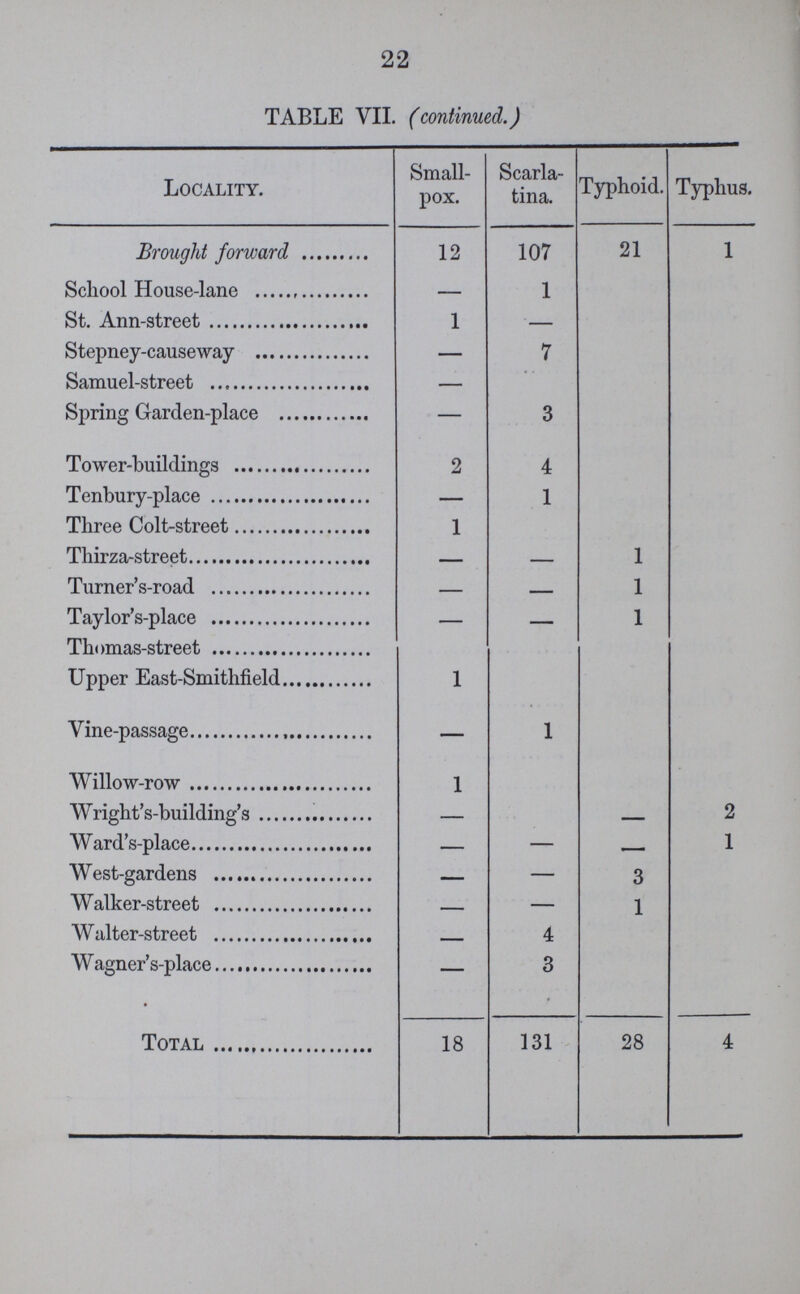 22
TABLE VII. (continued.)
LOCALITY. Small-pox. Scarla-tina. Typhoid. Typhus.
Brought forward ......... 12 107 21 1
School House-lane ............... — 1
St. Ann-street ..................... 1 —
Stepney-causeway ............... — 7
Samuel-street ..................... —
Spring Garden-place ............ — 3
Tower-buildings .................. 2 4
Tenbury-place ..................... — 1
Three Colt-street .................. 1
Thirza-street........................ — — 1
Turner's-road ..................... — — 1
Taylor's-place ..................... — — 1
Thomas-street .....................
Upper East-Smithfield............ 1
Vine-passage........................ — 1
Willow-row ........................ 1
Wright's-building's ............... — — 2
Ward's-place........................ — — — 1
West-gardens ..................... — — 3
Walker-street ..................... — — 1
Walter-street ..................... — 4
Wagner's-place..................... — 3
TOTAL ..................... 18 131 28 4